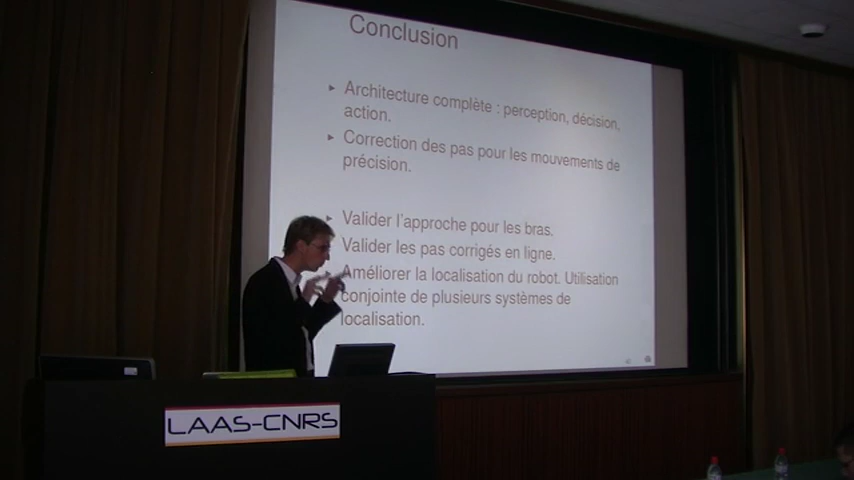 Conclusion
Architecture complète : perception, décision,
action.
Correction des pas pour les mouvements de
précision.
Valider l'approche pour les bras.
Valider les pas corrigés en ligne.
Améliorer la localisation du robot. Utilisation
conjointe de plusieurs systèmes de
localisation.
LAAS-CNRS